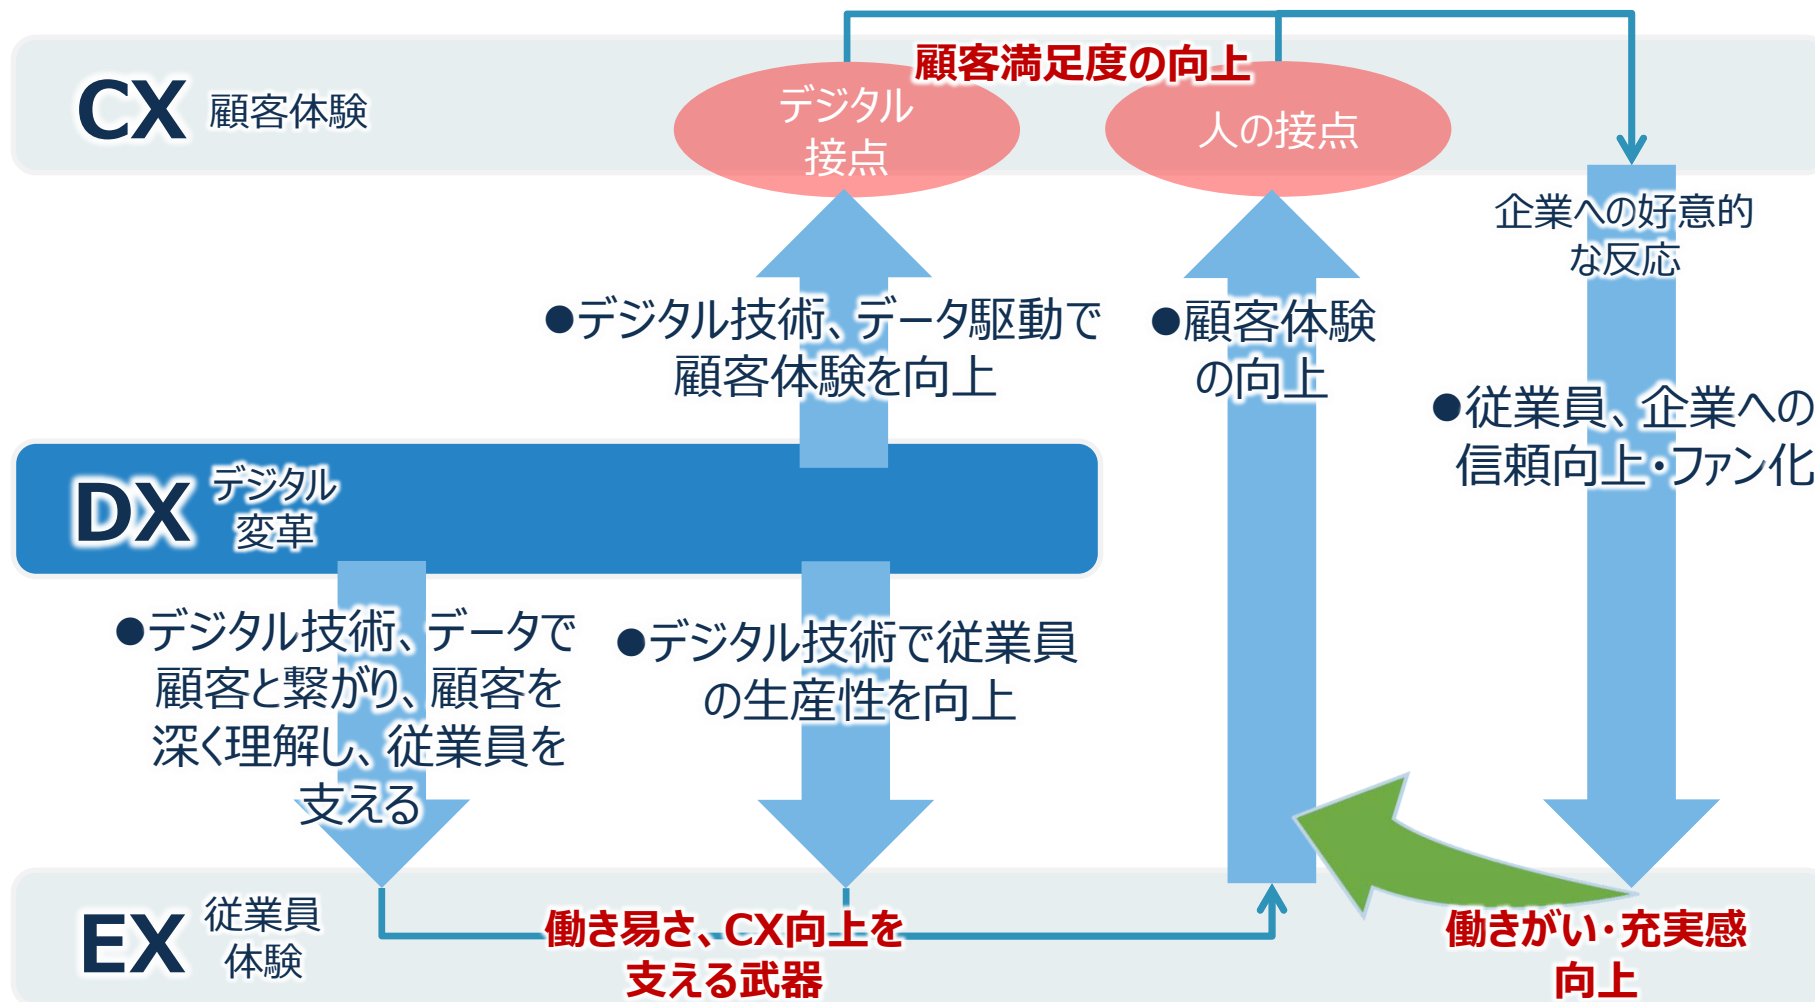 顧客満足度の向上
CX 顧客体験
デジタル
接点
人の接点
企業への好意的
な反応
●デジタル技術、データ駆動で
顧客体験を向上
●顧客体験
の向上
●従業員、企業への
信頼向上・ファン化
DX デジタル
変革
●デジタル技術、データで
顧客と繋がり、顧客を
深く理解し、従業員を
支える
●デジタル技術で従業員
の生産性を向上
EX 従業員
体験
働き易さ、CX向上を
支える武器
働きがい・充実感
向上